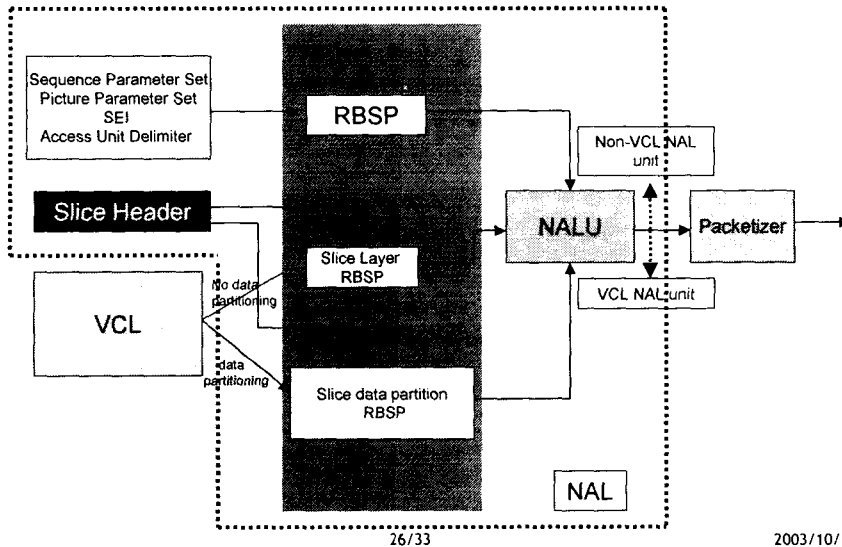 Sequence Parameter Set
Picture Parameter Set
SEI
Access Unit Delimiter
RBSP
Non-VCL NAL
unit
Slice Header
NALU
Packetizer
Slice Layer
RBSP
No data
partitioning
VCL NAL unit
VCL
data
partitioning
Slice data partition
RBSP
NAL
26/33
2003/10/